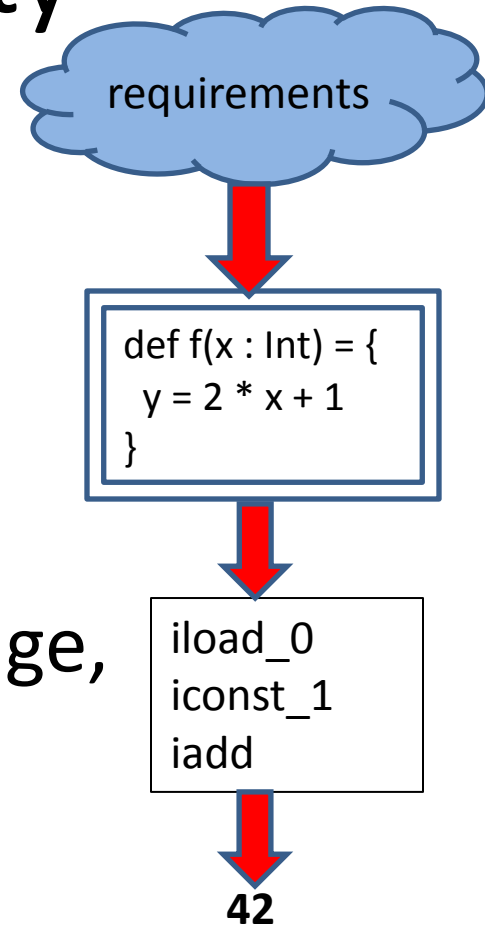 requirements
def f(x : Int) = {
y = 2 * x + 1
}
ge,
iload_0
iconst_1
iadd
42